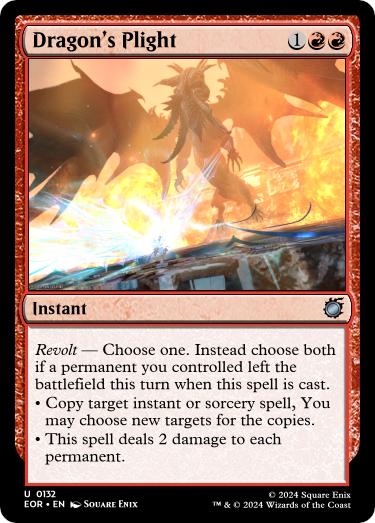 Dragon's Plight 1
Instant
Revolt — Choose one. Instead choose both
if a permanent you controlled left the
battlefield this turn when this spell is cast.
• Copy target instant or sorcery spell, You
may choose new targets for the copies.
• This spell deals 2 damage to each
permanent.
U 0132
© 2024 Square Enix
EOR • EN Square Enix
™ & © 2024 Wizards of the Coast